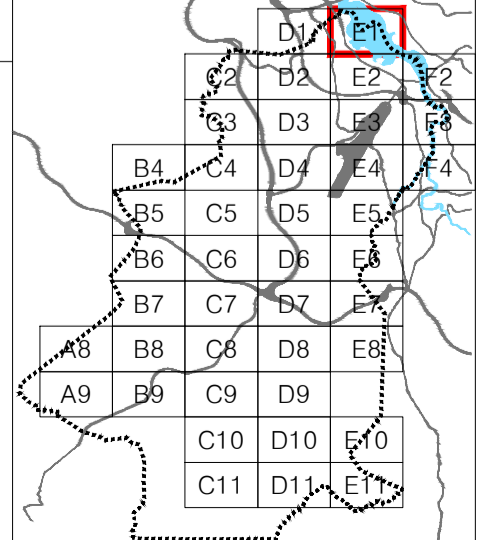 D1 E1
C2 D2 E2 F2
C3 D3 E3 F3
B4 C4 D4 E4 F4
B5 C5 D5 E5
B6 C6 D6 E6
B7 C7 D7 E7
A8 B8 C8 D8 E8
A9 B9 C9 D9
C10 D10 E10
C11 D11 E11